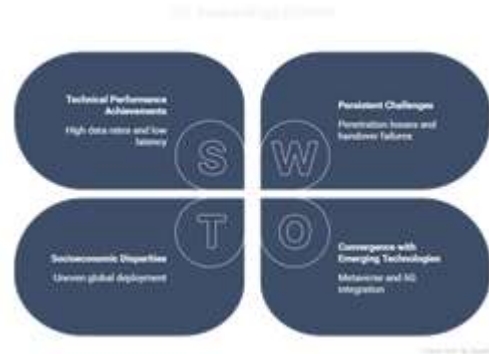 Technical Performance
Achievements
High data rates and low
latency
S
W
Persistent Challenges
Penetration losses and
handover failures
Socioeconomic Disparities
Uneven global deployment
T
O
Convergence with
Emerging Technologies
Metaverse and 6G
integration